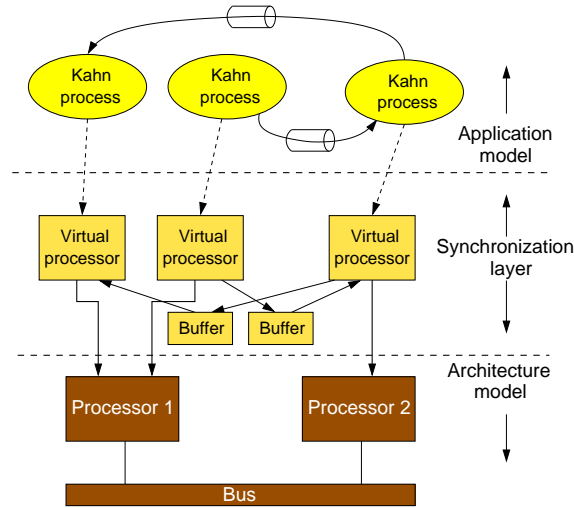 Kahn
process
Kahn
process
Kahn
process
Application
model
Virtual
processor
Virtual
processor
Virtual
processor
Synchronization
layer
Buffer
Buffer
Architecture
model
Processor 1
Processor 2
Bus